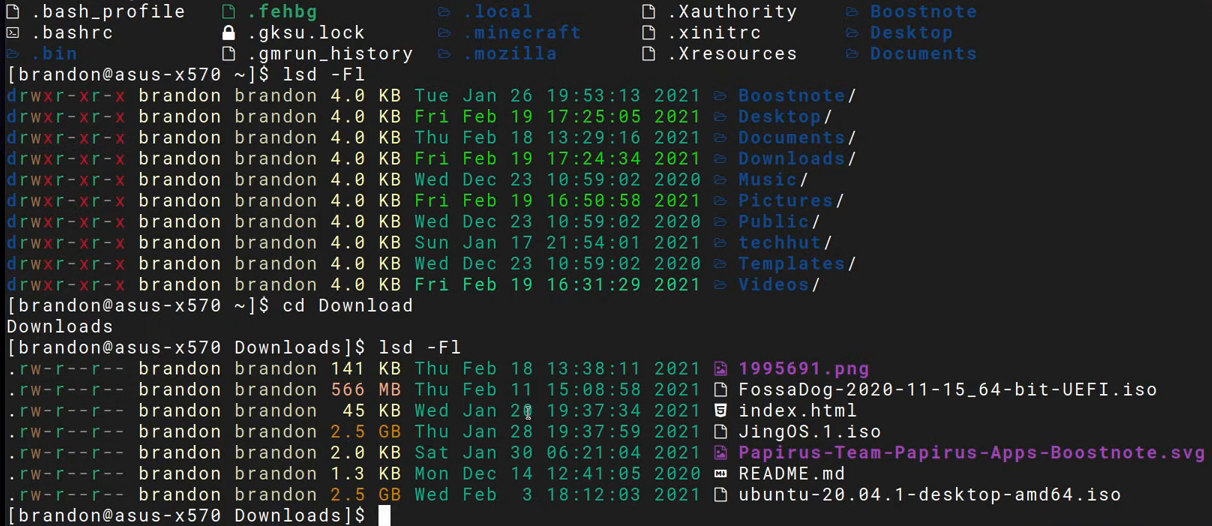 .bash_profile .fehbg .local .Xauthority Boostnote
.bashrc .gksu.lock .minecraft .xinitrc Desktop
.bin .gmrun_history .mozilla .Xresources Documents
[brandon@asus-x570 ~]$ lsd -Fl
drwxr-xr-x brandon brandon 4.0 KB Tue Jan 26 19:53:13 2021 Boostnote/
drwxr-xr-x brandon brandon 4.0 KB Fri Feb 19 17:25:05 2021 Desktop/
drwxr-xr-x brandon brandon 4.0 KB Thu Feb 18 13:29:16 2021 Documents/
drwxr-xr-x brandon brandon 4.0 KB Fri Feb 19 17:24:34 2021 Downloads/
drwxr-xr-x brandon brandon 4.0 KB Wed Dec 23 10:59:02 2020 Music/
drwxr-xr-x brandon brandon 4.0 KB Fri Feb 19 16:50:58 2021 Pictures/
drwxr-xr-x brandon brandon 4.0 KB Wed Dec 23 10:59:02 2020 Public/
drwxr-xr-x brandon brandon 4.0 KB Sun Jan 17 21:54:01 2021 techhut/
drwxr-xr-x brandon brandon 4.0 KB Wed Dec 23 10:59:02 2020 Templates/
drwxr-xr-x brandon brandon 4.0 KB Fri Feb 19 16:31:29 2021 Videos/
[brandon@asus-x570 ~]$ cd Download
Downloads
[brandon@asus-x570 Downloads]$ lsd -Fl
.rw-r--r-- brandon brandon 141 KB Thu Feb 18 13:38:11 2021 1995691.png
.rw-r--r-- brandon brandon 566 MB Thu Feb 11 15:08:58 2021 FossaDog-2020-11-15_64-bit-UEFI.iso
.rw-r--r-- brandon brandon 45 KB Wed Jan 19:37:34 2021 index.html
.rw-r--r-- brandon brandon 2.5 GB Thu Jan 28 19:37:59 2021 JingOS.1.iso
.rw-r--r-- brandon brandon 2.0 KB Sat Jan 30 06:21:04 2021 Papirus-Team-Papirus-Apps-Boostnote.svg
.rw-r--r-- brandon brandon 1.3 KB Mon Dec 14 12:41:05 2020 README.md
.rw-r--r-- brandon brandon 2.5 GB Wed Feb 3 18:12:03 2021 ubuntu-20.04.1-desktop-amd64.iso
[brandon@asus-x570 Downloads]$